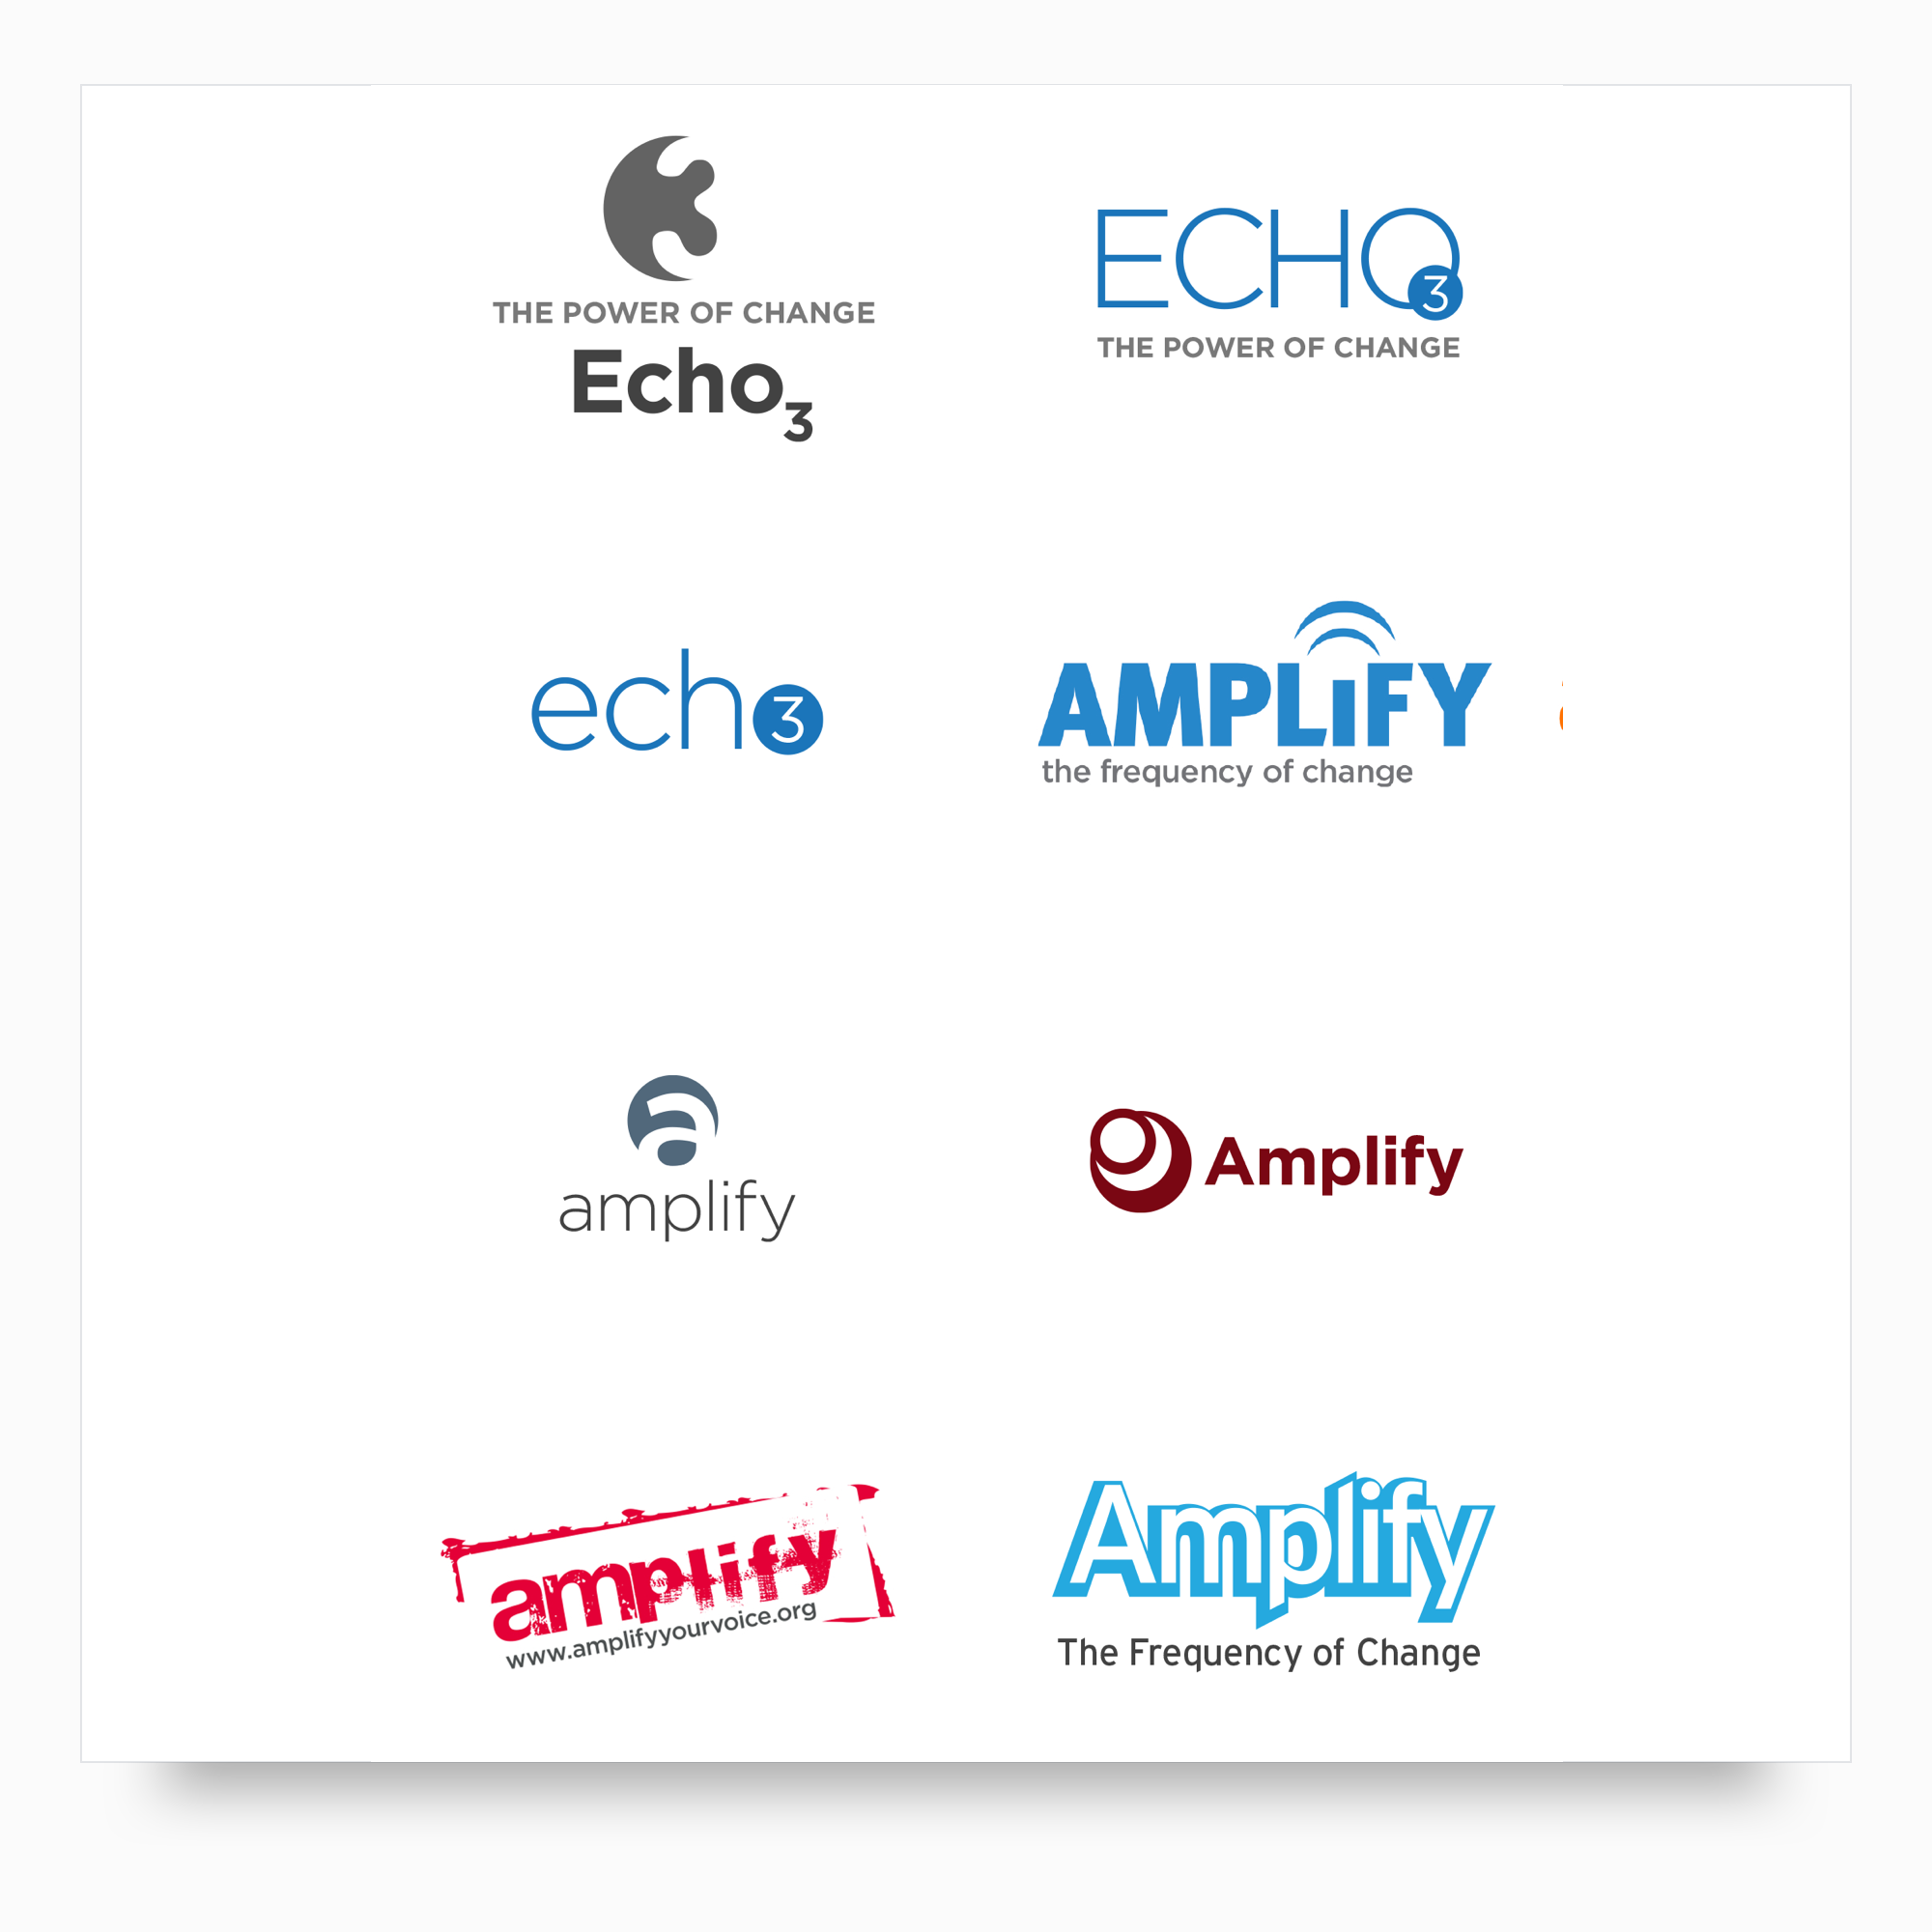 THE POWER OF CHANGE
Echo3
ECHO3
THE POWER OF CHANGE
ech3
AMPLiFY
the frequency of change
amplify
Amplify
amplify
www.amplifyyourvoice.org
Amplify
The Frequency of Change